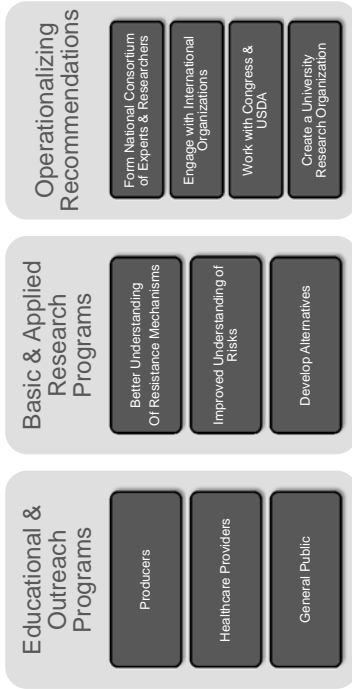 Educational &
Outreach
Programs
Producers
Healthcare Providers
General Public
Basic & Applied
Research
Programs
Better Understanding
Of Resistance Mechanisms
Improved Understanding of
Risks
Develop Alternatives
Operationalizing
Recommendations
Form National Consortium
of Experts & Researchers
Engage with International
Organizations
Work with Congress &
USDA
Create a University
Research Organization